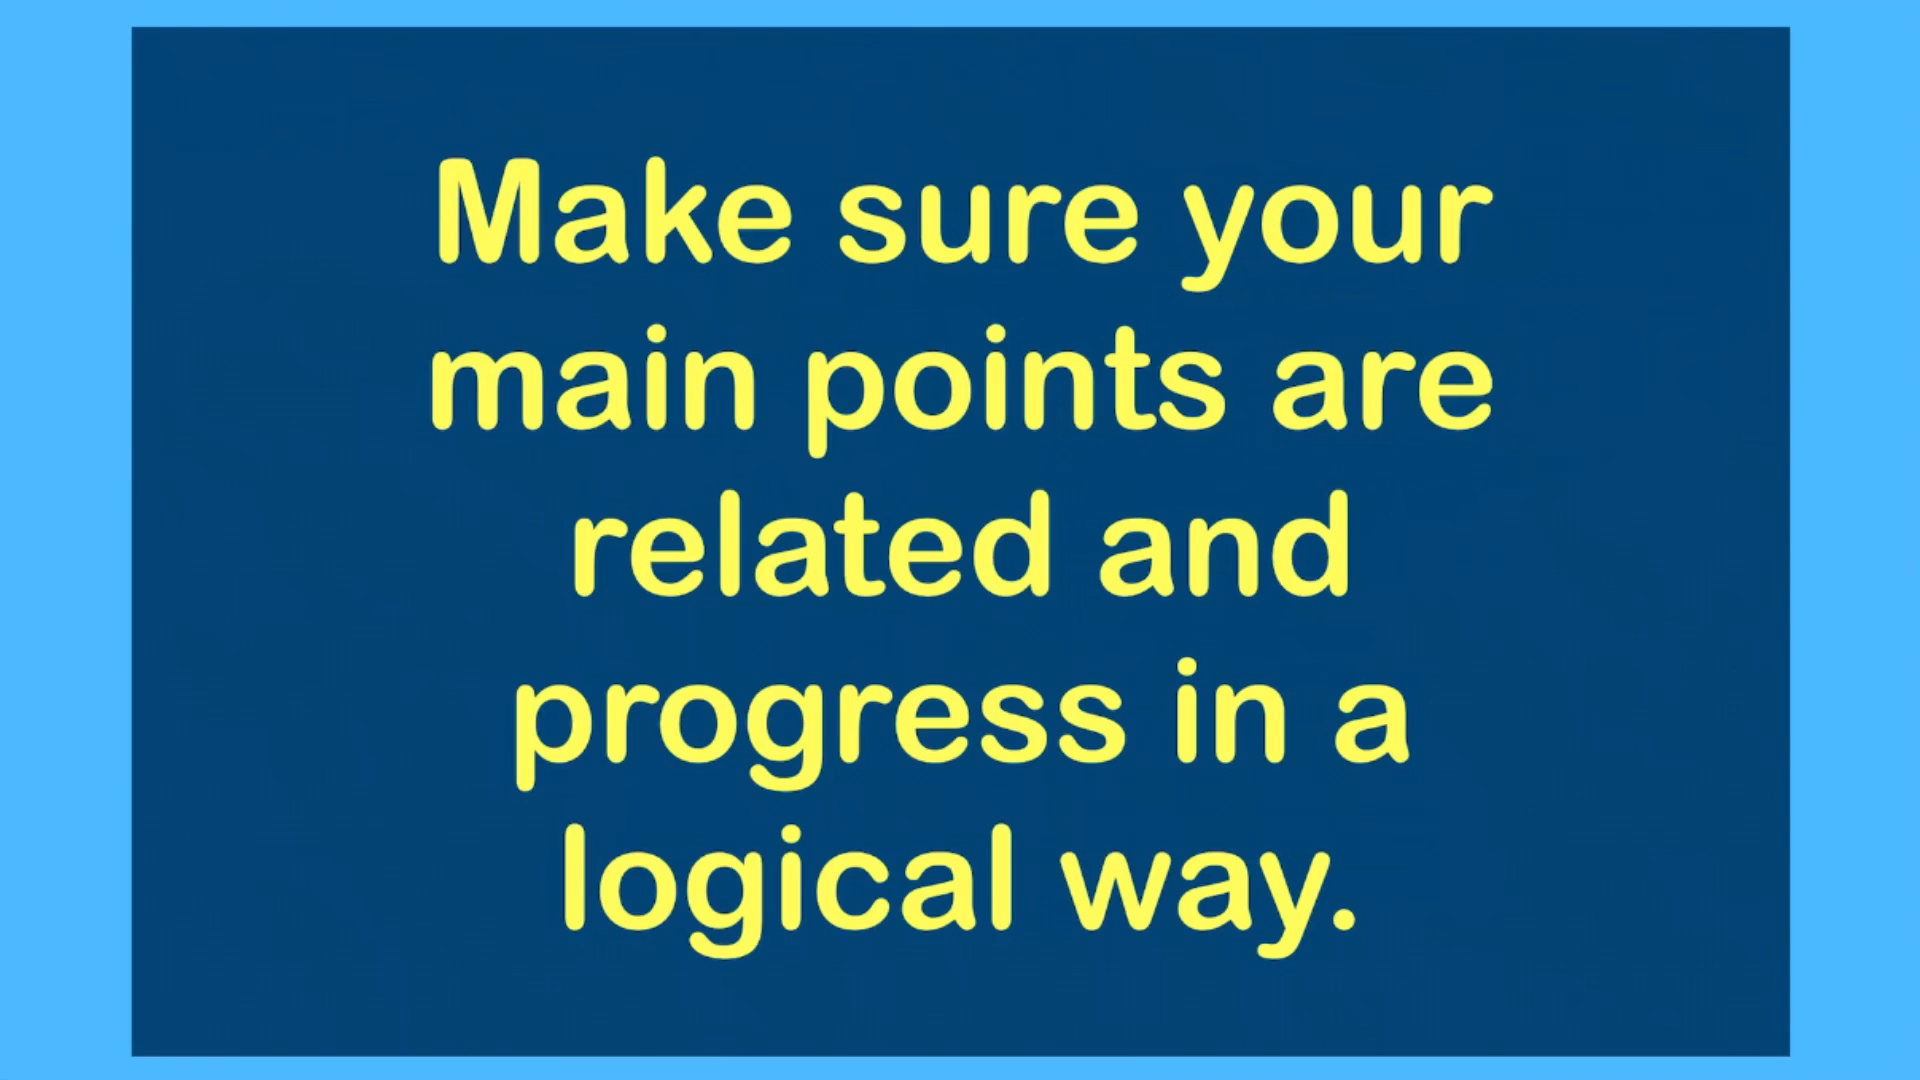 Make sure your
main points are
related and
progress in a
logical way.